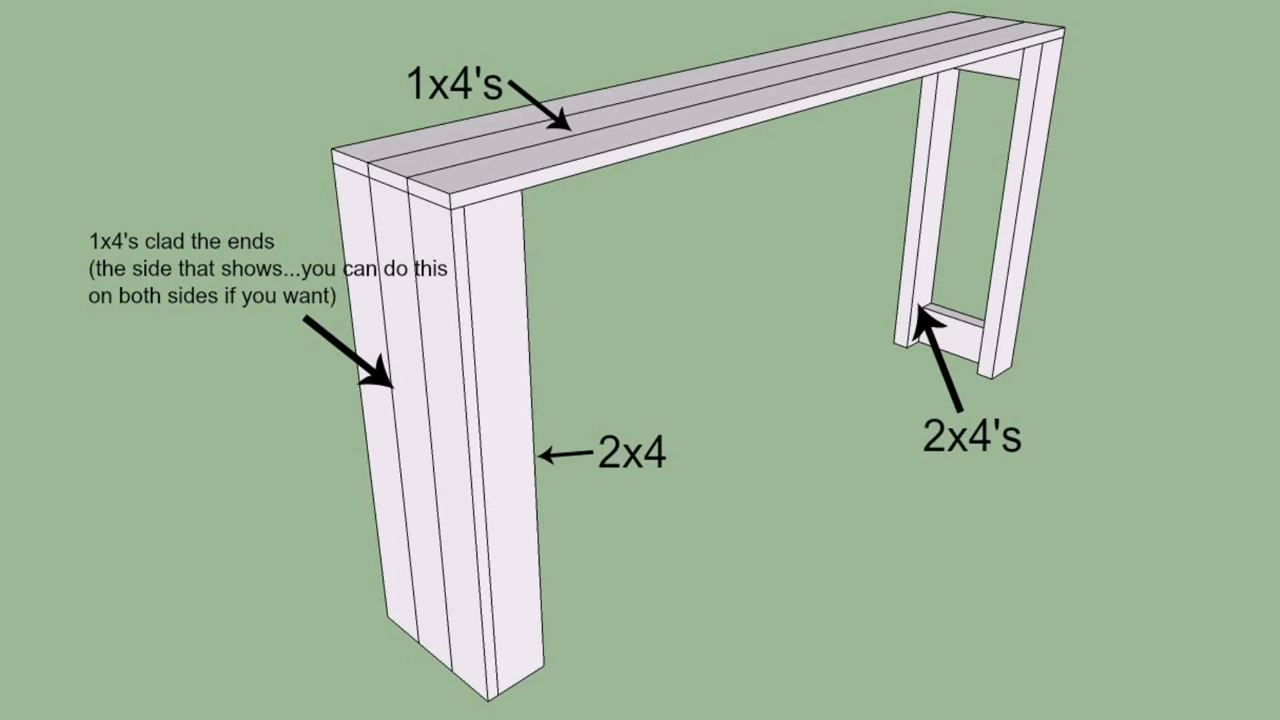 1x4's
1x4's clad the ends
(the side that shows...you can do this
on both sides if you want)
2x4
2x4's